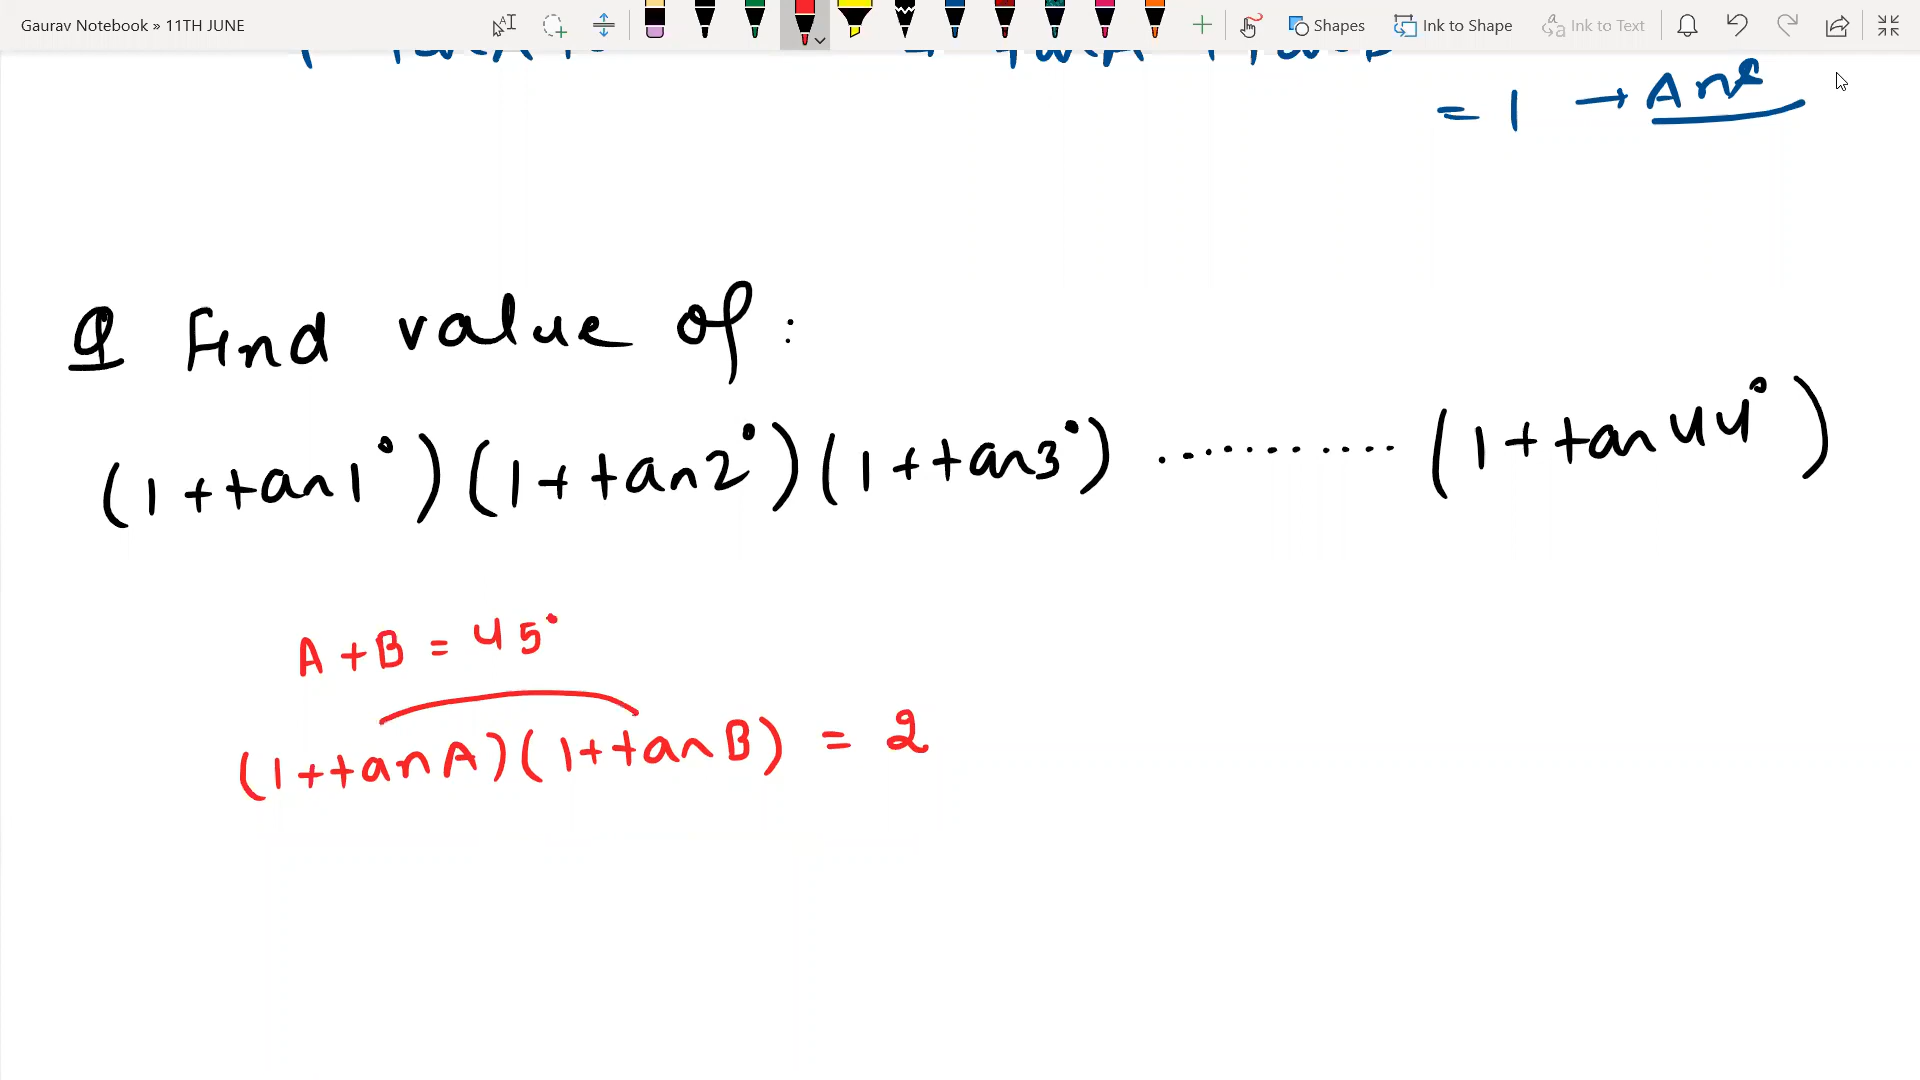 Gaurav Notebook » 11TH JUNE
Shapes
Ink to Shape
Ink to Text
= 1 → Ans
Q Find value of :
(1+tan1°)(1+tan2°)(1+tan3°) ............ (1+tan44°)
A+B = 45°
(1+tanA)(1+tanB) = 2